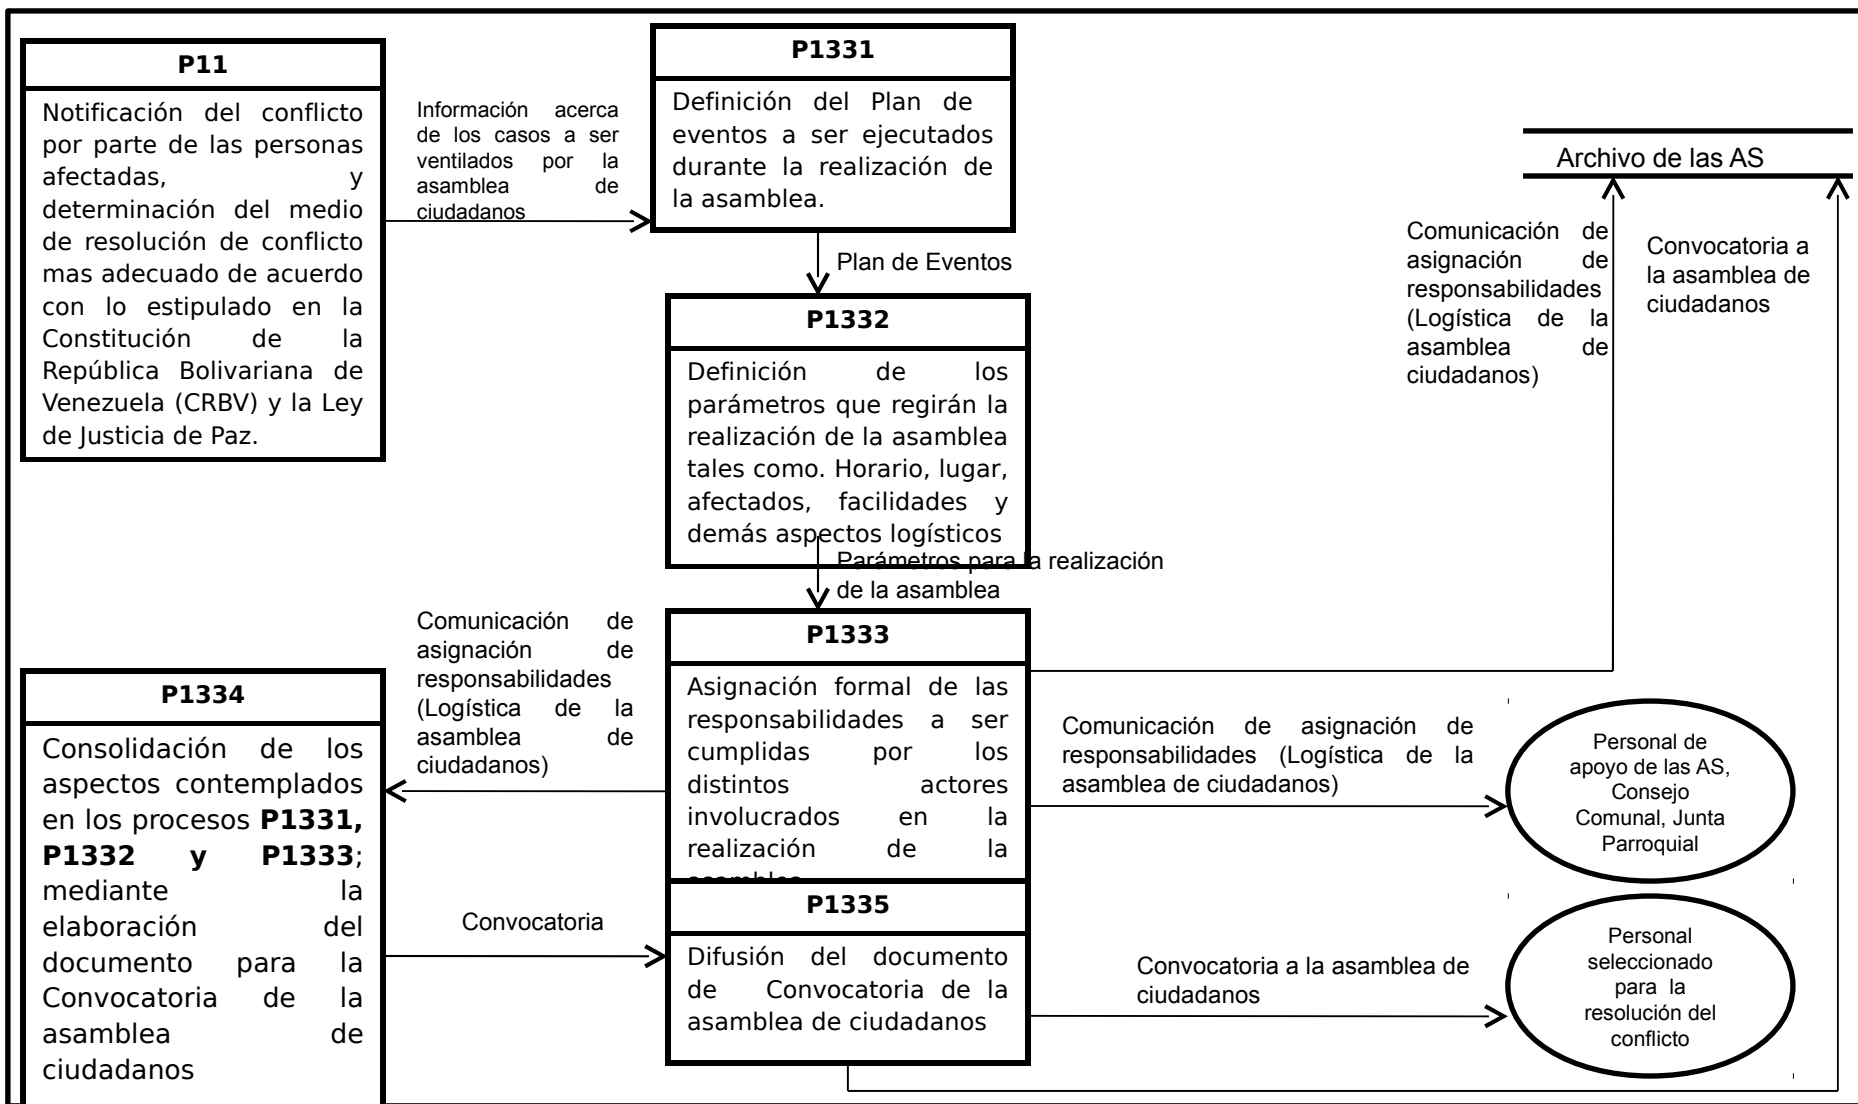 P11
Notificación del conflicto
por parte de las personas
afectadas, y
determinación del medio
de resolución de conflicto
mas adecuado de acuerdo
con lo estipulado en la
Constitución de la
República Bolivariana de
Venezuela (CRBV) y la Ley
de Justicia de Paz.
Información acerca
de los casos a ser
ventilados por la
asamblea de
ciudadanos
P1331
Definición del Plan de
eventos a ser ejecutados
durante la realización de
la asamblea.
Plan de Eventos
P1332
Definición de los
parámetros que regirán la
realización de la asamblea
tales como. Horario, lugar,
afectados, facilidades y
demás aspectos logísticos
Parámetros para la realización
de la asamblea
Archivo de las AS
Comunicación de
asignación de
responsabilidades
(Logística de la
asamblea de
ciudadanos)
Convocatoria a
la asamblea de
ciudadanos
P1333
Asignación formal de las
responsabilidades a ser
cumplidas por los
distintos actores
involucrados en la
realización de la
asamblea
Comunicación de
asignación de
responsabilidades
(Logística de la
asamblea de
ciudadanos)
P1334
Consolidación de los
aspectos contemplados
en los procesos P1331,
P1332 y P1333;
mediante la
elaboración del
documento para la
Convocatoria de la
asamblea de
ciudadanos
Comunicación de asignación de
responsabilidades (Logística de la
asamblea de ciudadanos)
Personal de
apoyo de las AS,
Consejo
Comunal, Junta
Parroquial
Convocatoria
P1335
Difusión del documento
de Convocatoria de la
asamblea de ciudadanos
Convocatoria a la asamblea de
ciudadanos
Personal
seleccionado
para la
resolución del
conflicto